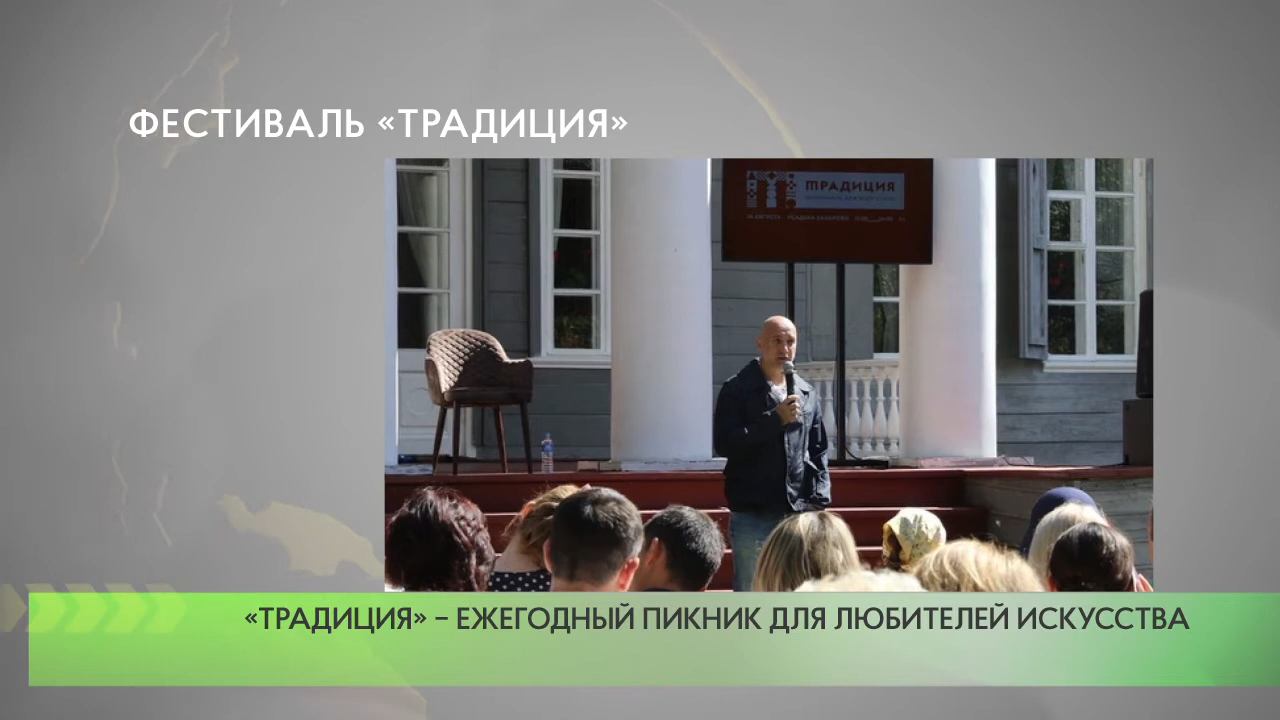 ФЕСТИВАЛЬ «ТРАДИЦИЯ»
ТРАДИЦИЯ
«ТРАДИЦИЯ» – ЕЖЕГОДНЫЙ ПИКНИК ДЛЯ ЛЮБИТЕЛЕЙ ИСКУССТВА